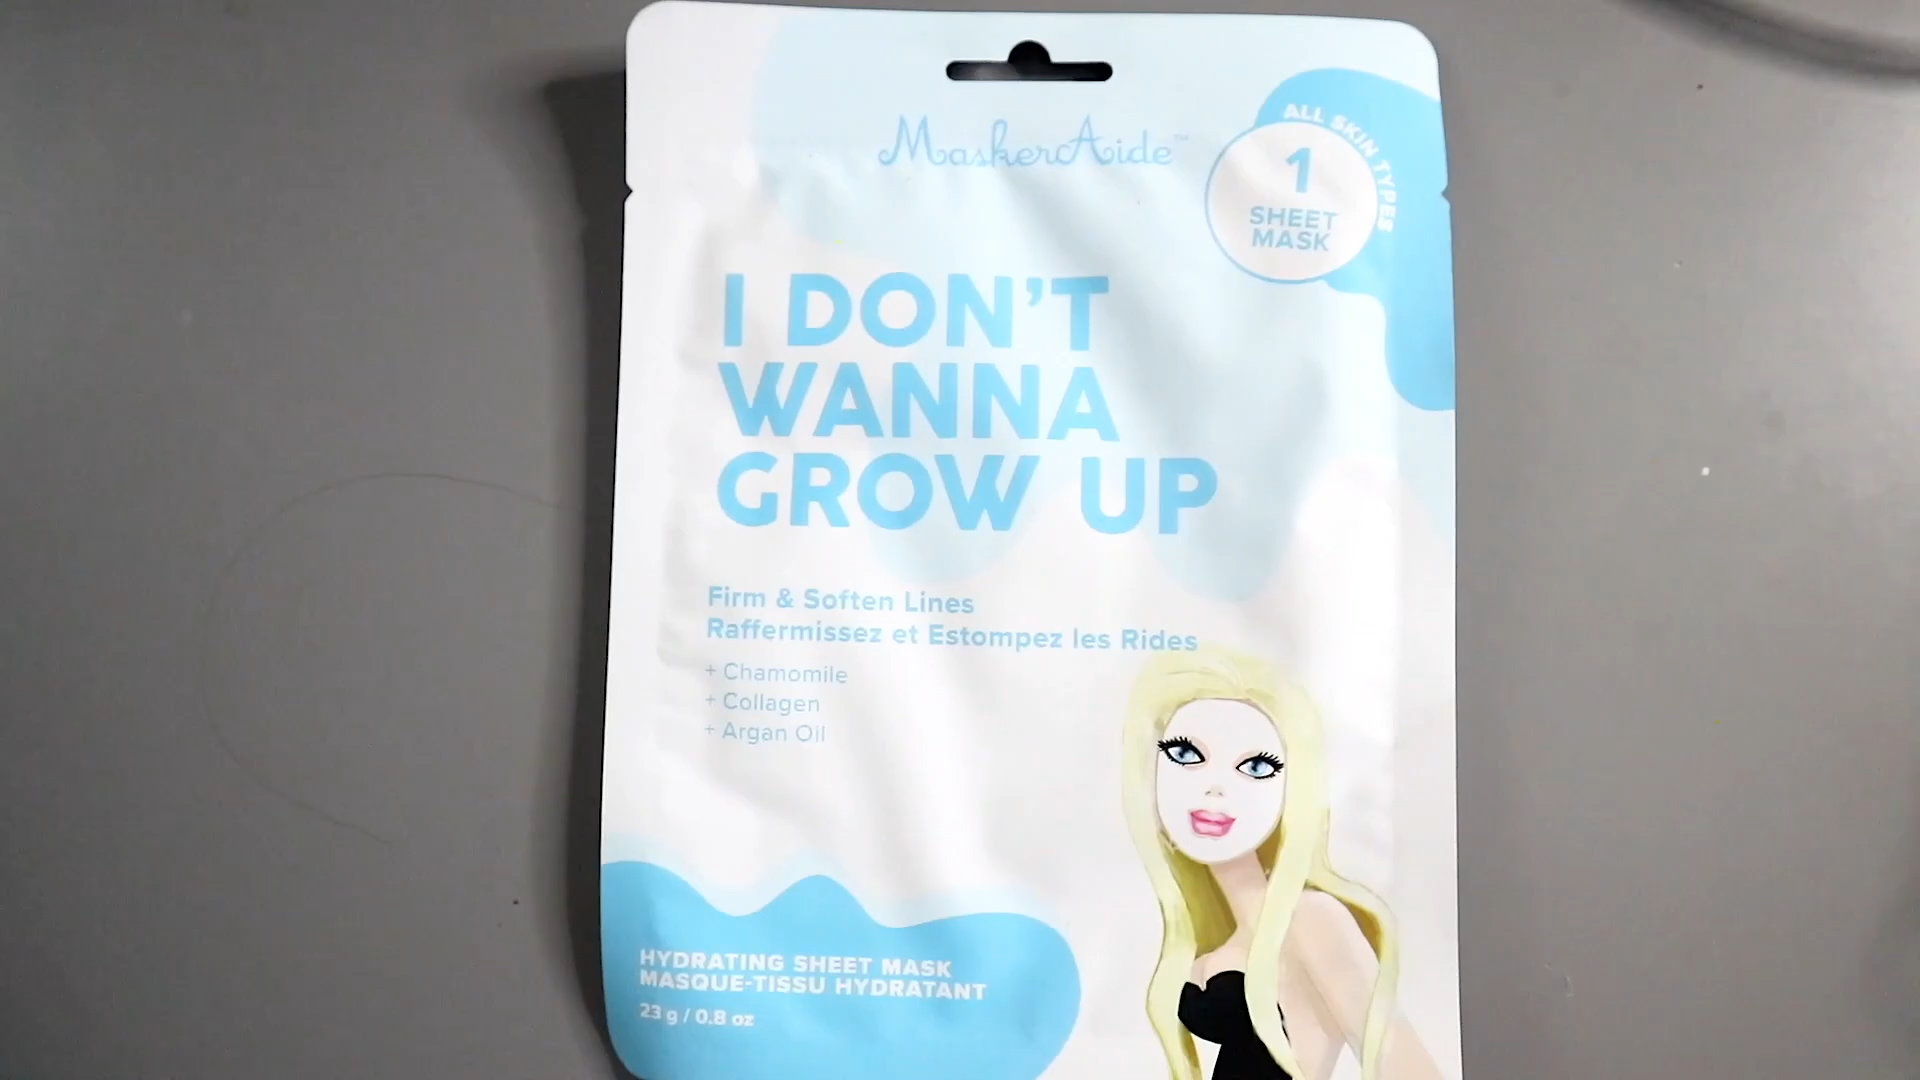 MaskerAide™
ALL SKIN TYPES
1
SHEET
MASK
I DON'T
WANNA
GROW UP
Firm & Soften Lines
Raffermissez et Estompez les Rides
+ Chamomile
+ Collagen
+ Argan Oil
HYDRATING SHEET MASK
MASQUE-TISSU HYDRATANT
23 g / 0.8 oz